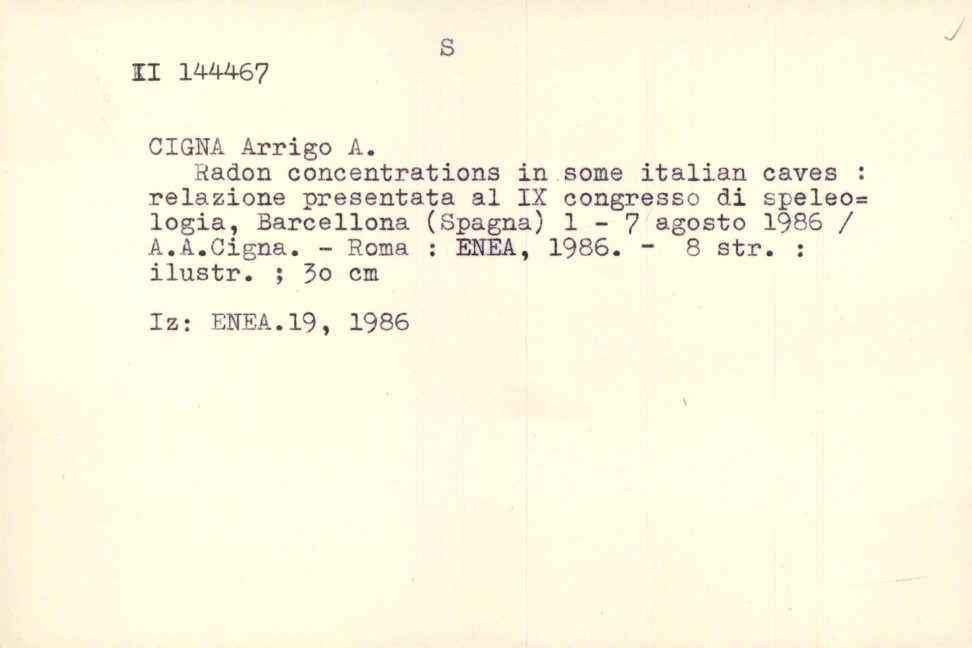 S
II 144467
CIGNA Arrigo A.
Radon concentrations in some italian caves :
relazione presentata al IX congresso di speleo=
logia, Barcellona (Spagna) 1 - 7 agosto 1986 /
A.A.Cigna. - Roma : ENEA, 1986. - 8 str. :
ilustr. ; 30 cm
Iz: ENEA.19, 1986